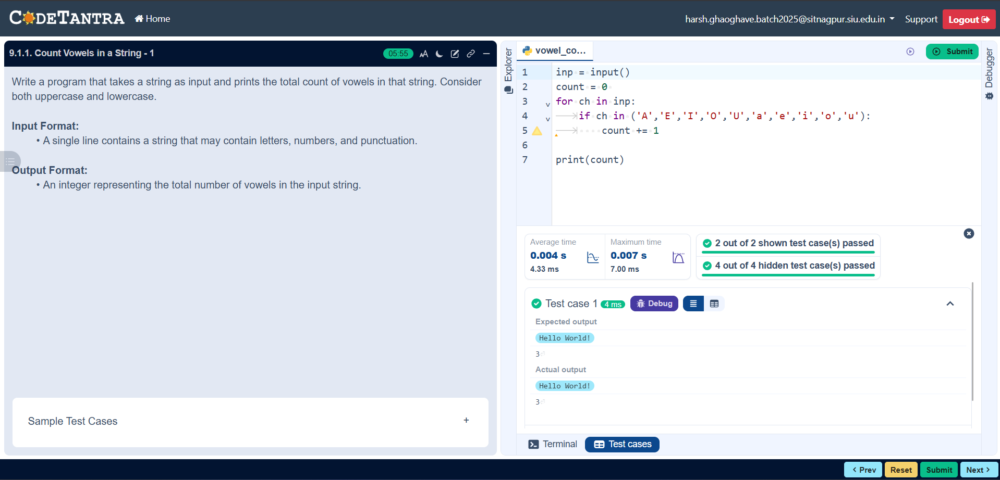 CODETANTRA Home harsh.ghaoghave.batch2025@sitnagpur.siu.edu.in Support Logout
9.1.1. Count Vowels in a String - 1 05:55 AA
Write a program that takes a string as input and prints the total count of vowels in that string. Consider
both uppercase and lowercase.
Input Format:
• A single line contains a string that may contain letters, numbers, and punctuation.
Output Format:
• An integer representing the total number of vowels in the input string.
Sample Test Cases +
Explorer
vowel_co... Submit
1 inp = input()
2 count = 0
3 for ch in inp:
4 if ch in ('A','E','I','O','U','a','e','i','o','u'):
5 count += 1
6
7 print(count)
Debugger
Average time
0.004 s
4.33 ms
Maximum time
0.007 s
7.00 ms
2 out of 2 shown test case(s) passed
4 out of 4 hidden test case(s) passed
Test case 1 4 ms Debug
Expected output
Hello World!
3⏎
Actual output
Hello World!
3⏎
Terminal Test cases
< Prev Reset Submit Next >